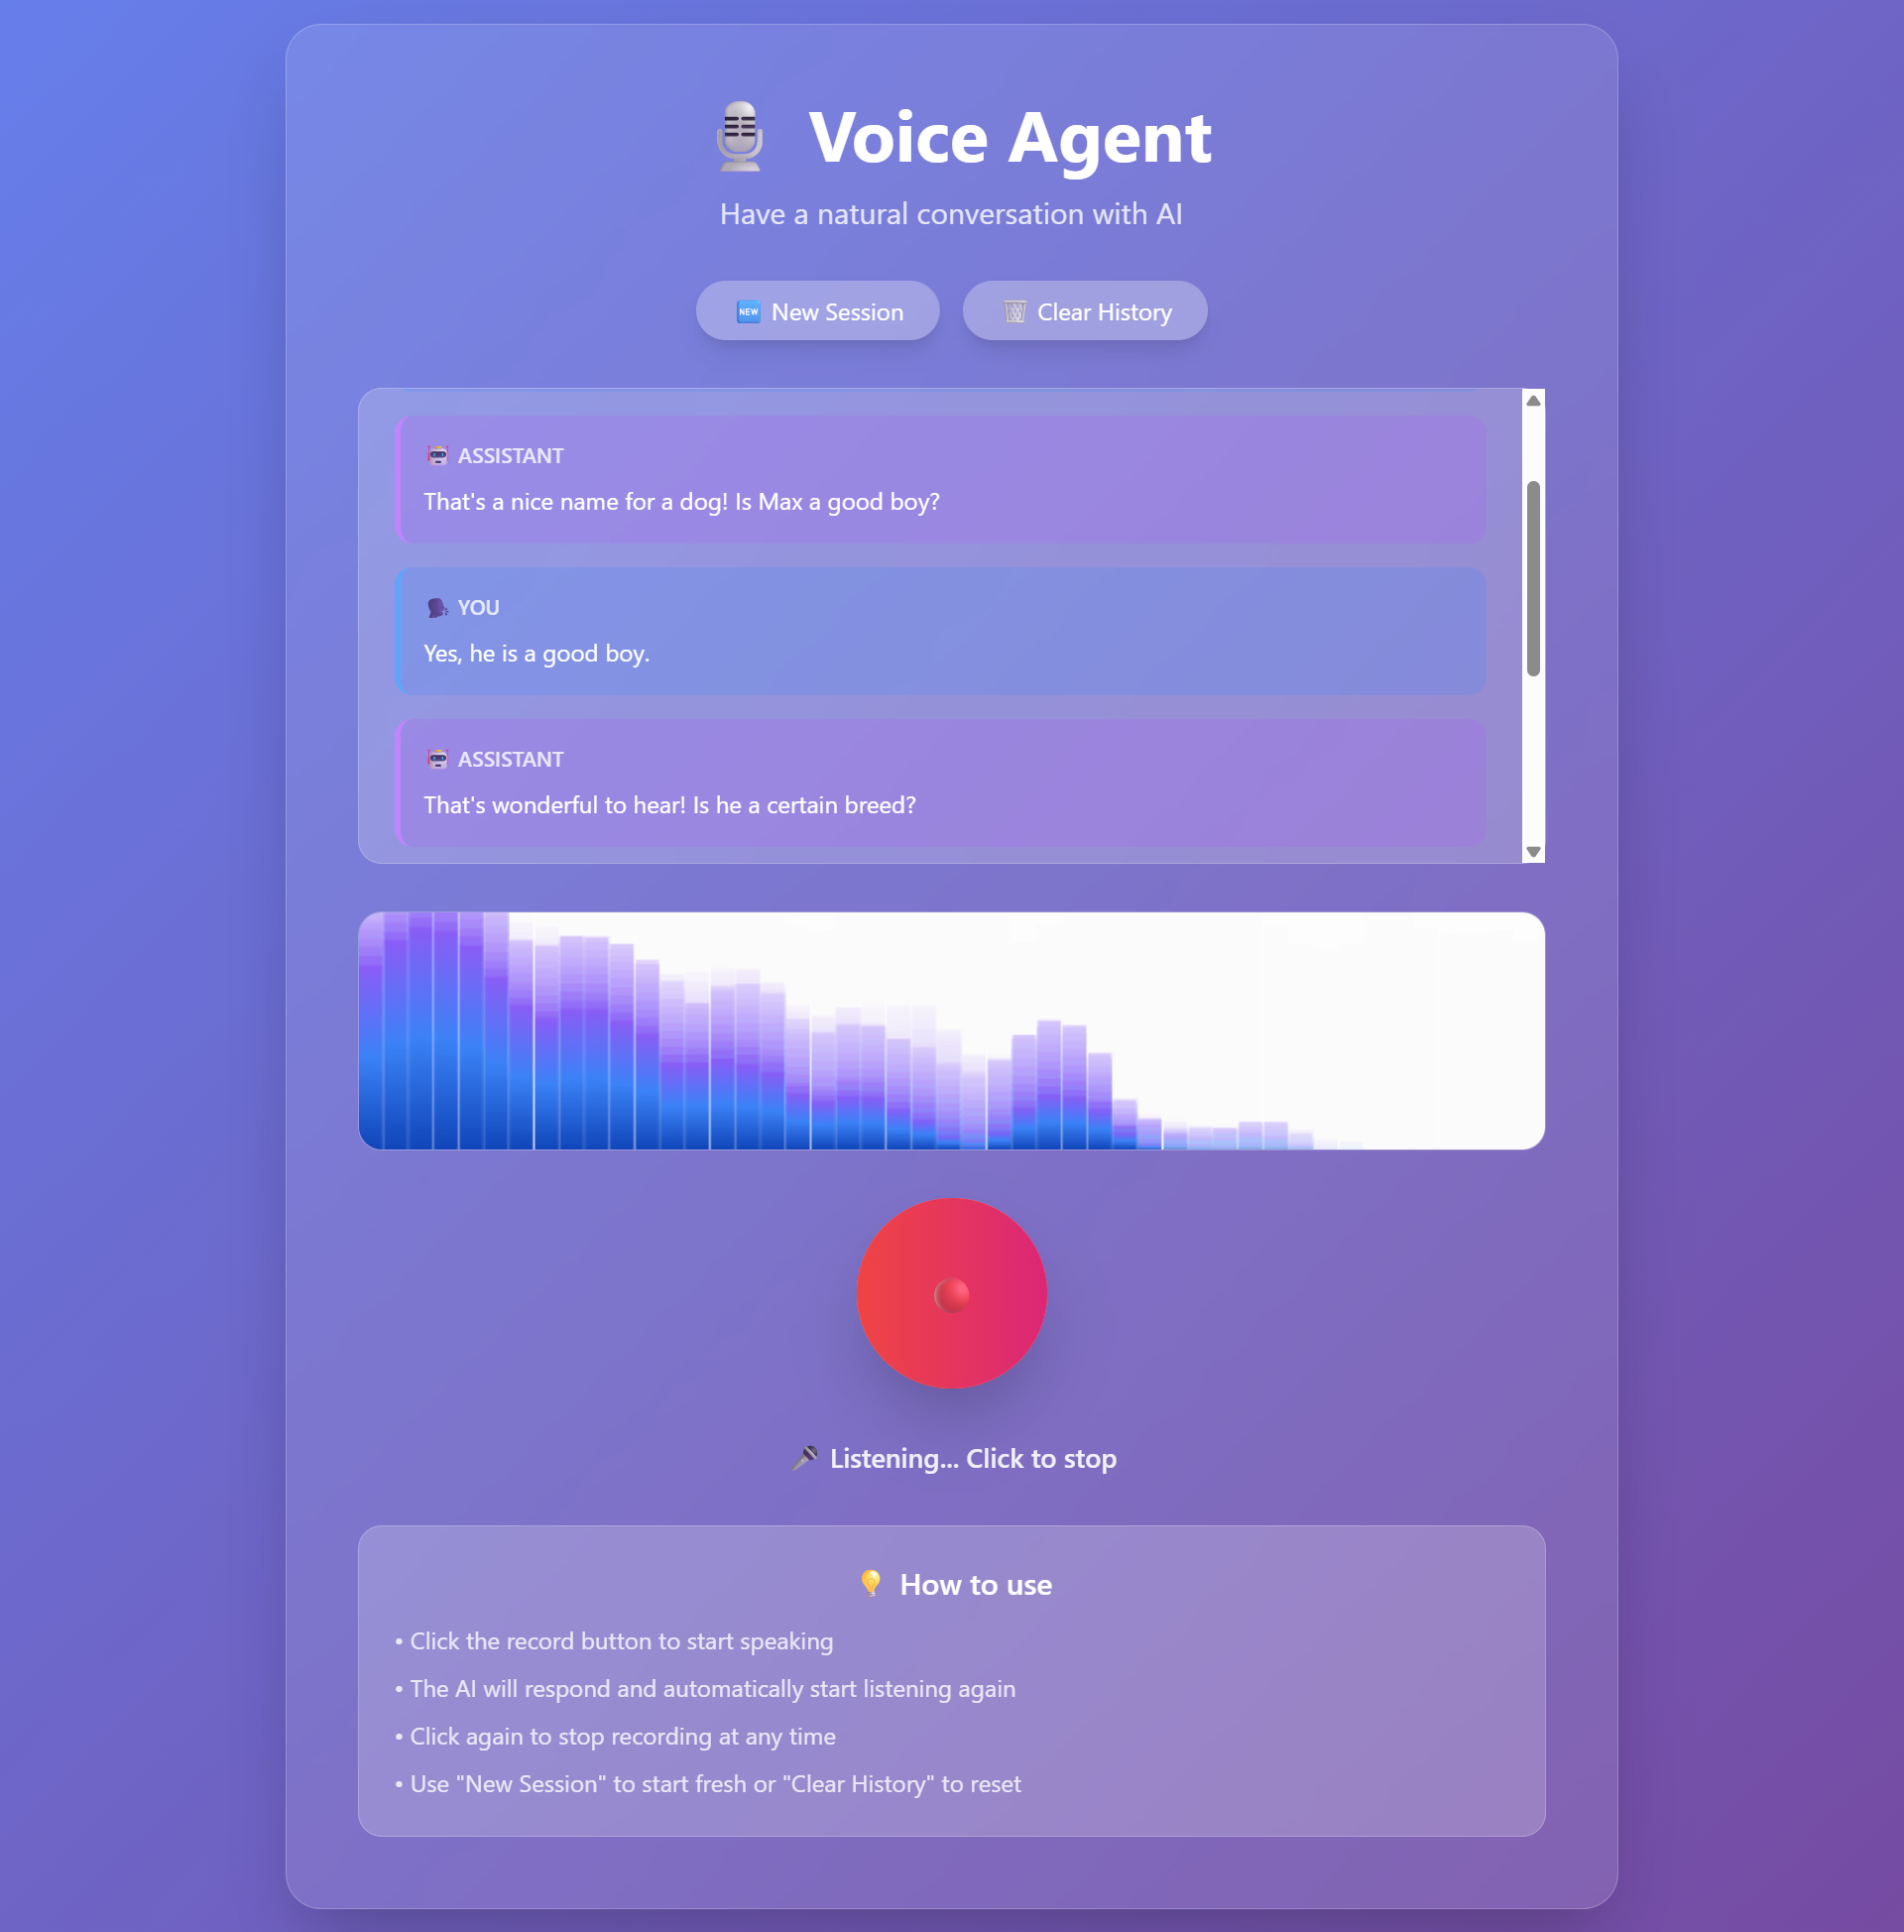 Voice Agent
Have a natural conversation with AI
NEW New Session
Clear History
ASSISTANT
That's a nice name for a dog! Is Max a good boy?
YOU
Yes, he is a good boy.
ASSISTANT
That's wonderful to hear! Is he a certain breed?
Listening... Click to stop
How to use
• Click the record button to start speaking
• The AI will respond and automatically start listening again
• Click again to stop recording at any time
• Use "New Session" to start fresh or "Clear History" to reset